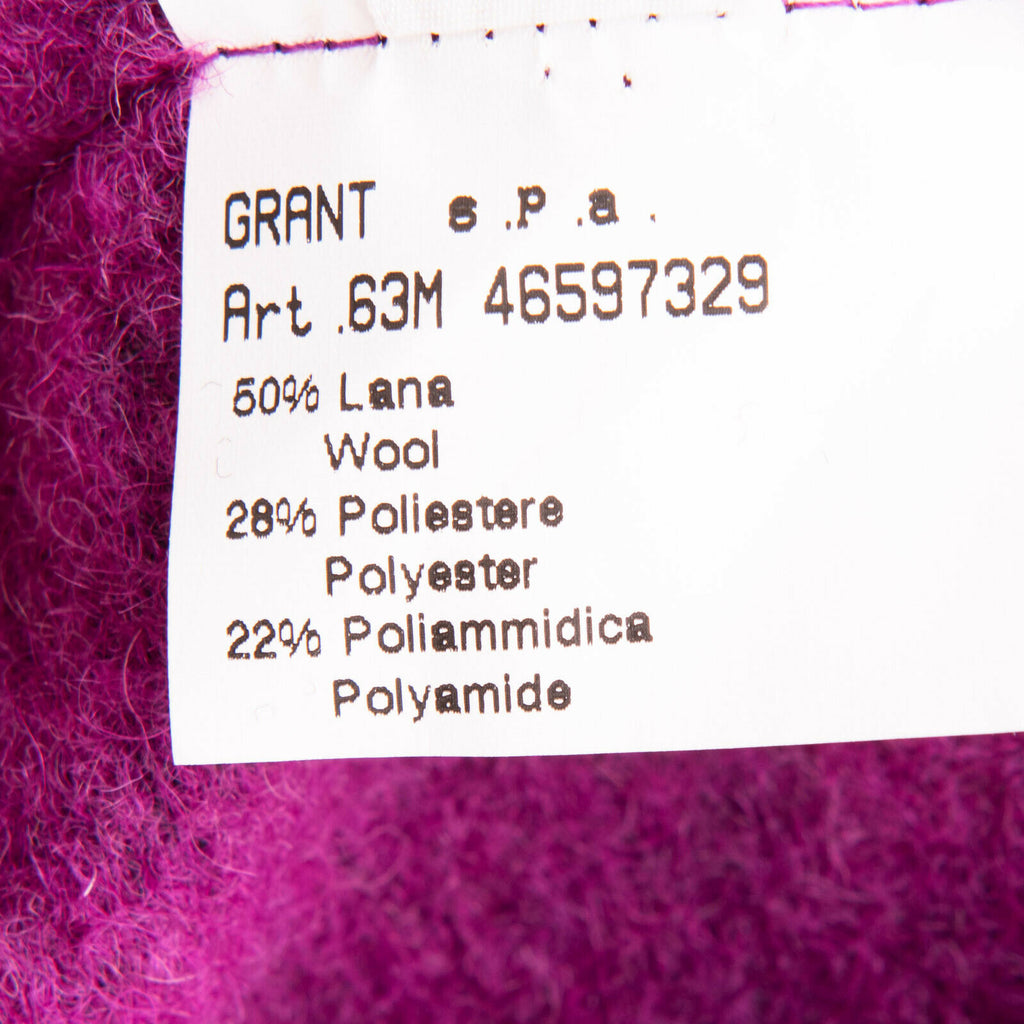 GRANT s.p.a.
Art.63M 46597329
50% Lana
Wool
28% Poliestere
Polyester
22% Poliammidica
Polyamide